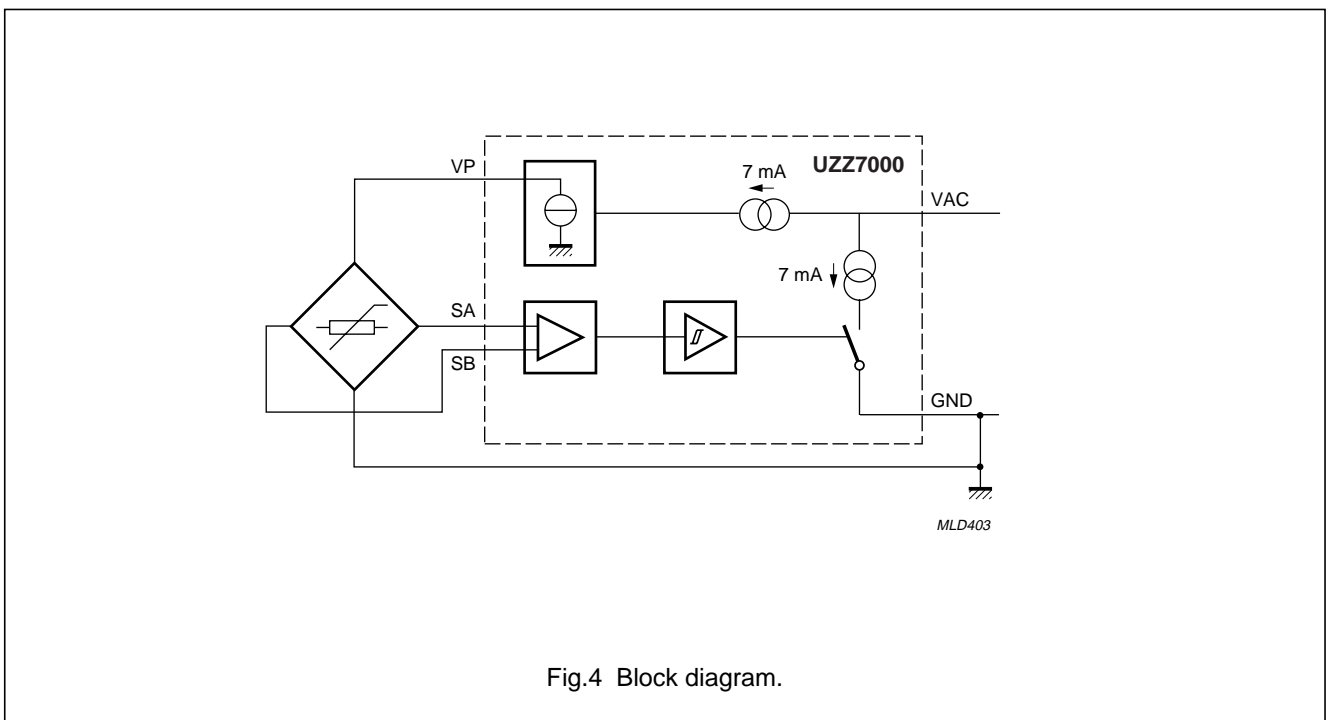 UZZ7000
VP
7 mA
VAC
7 mA
SA
SB
GND
MLD403
Fig.4 Block diagram.